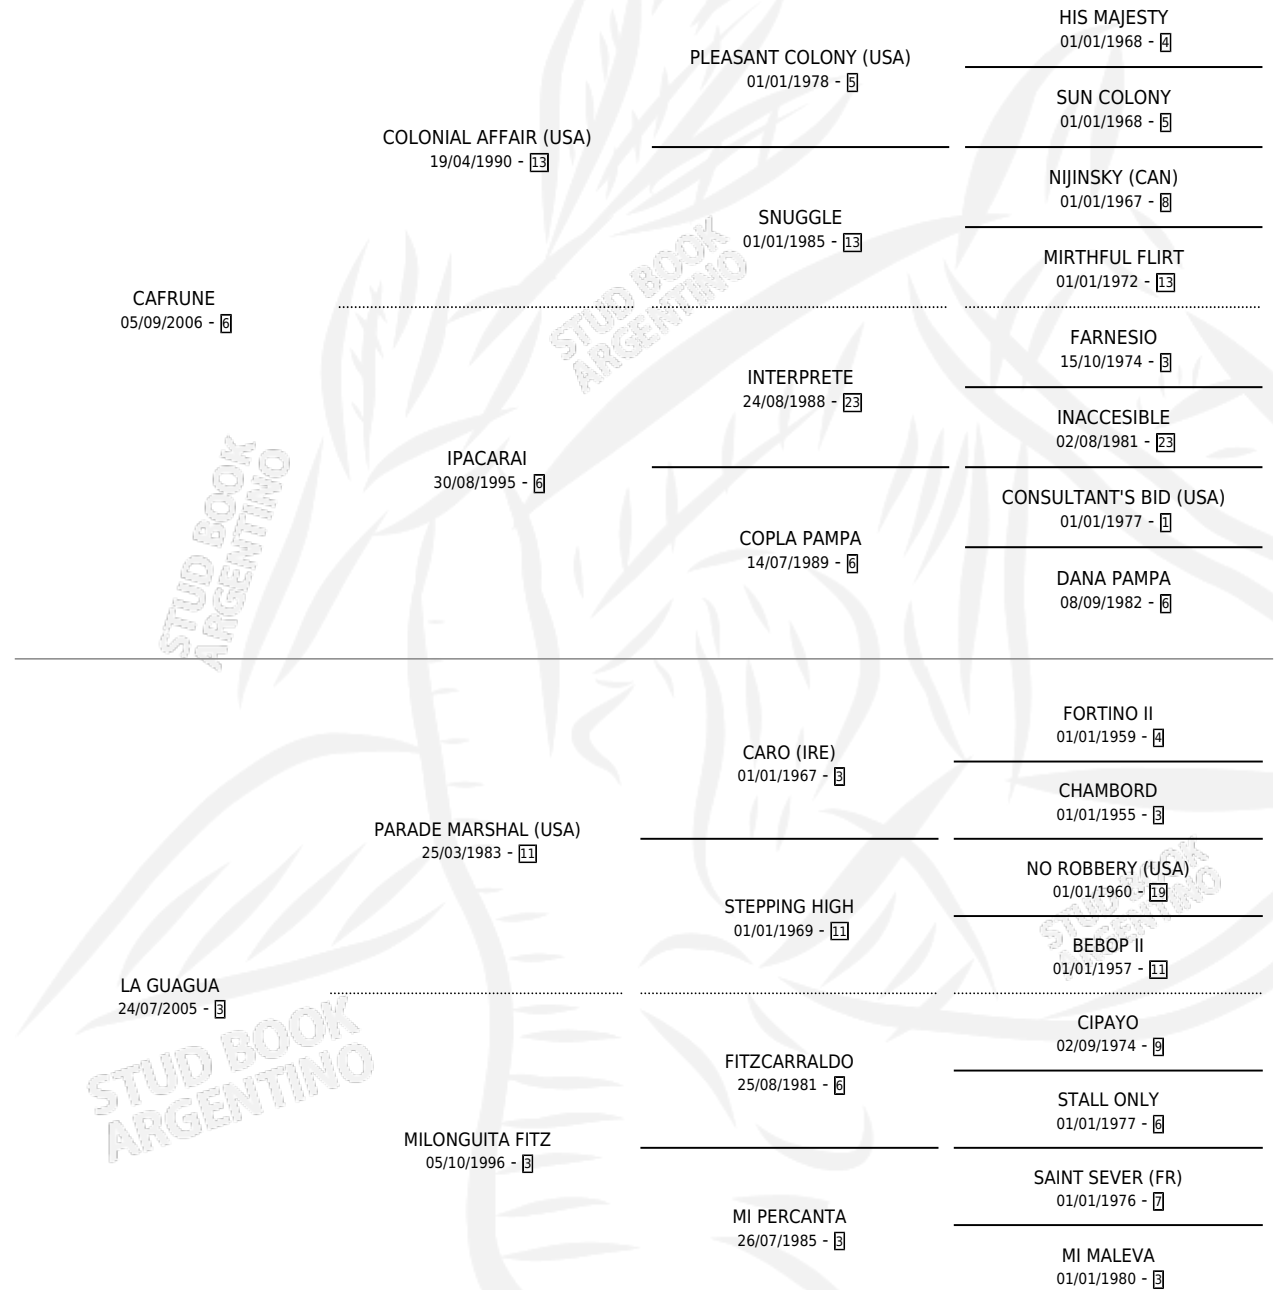 HIS MAJESTY
01/01/1968 - 4
PLEASANT COLONY (USA)
01/01/1978 - 5
SUN COLONY
01/01/1968 - 5
COLONIAL AFFAIR (USA)
19/04/1990 - 13
NIJINSKY (CAN)
01/01/1967 - 8
SNUGGLE
01/01/1985 - 13
MIRTHFUL FLIRT
01/01/1972 - 13
CAFRUNE
05/09/2006 - 6
FARNESIO
15/10/1974 - 3
INTERPRETE
24/08/1988 - 23
INACCESIBLE
02/08/1981 - 23
IPACARAI
30/08/1995 - 6
CONSULTANT'S BID (USA)
01/01/1977 - 1
COPLA PAMPA
14/07/1989 - 6
DANA PAMPA
08/09/1982 - 6
FORTINO II
01/01/1959 - 4
CARO (IRE)
01/01/1967 - 3
CHAMBORD
01/01/1955 - 3
PARADE MARSHAL (USA)
25/03/1983 - 11
NO ROBBERY (USA)
01/01/1960 - 19
STEPPING HIGH
01/01/1969 - 11
BEBOP II
01/01/1957 - 11
LA GUAGUA
24/07/2005 - 3
CIPAYO
02/09/1974 - 9
FITZCARRALDO
25/08/1981 - 6
STALL ONLY
01/01/1977 - 6
MILONGUITA FITZ
05/10/1996 - 3
SAINT SEVER (FR)
01/01/1976 - 7
MI PERCANTA
26/07/1985 - 3
MI MALEVA
01/01/1980 - 3
STUD BOOK
ARGENTINO
STUD BOOK
ARGENTINO
STUD BOOK
ARGENTINO
STUD BOOK
ARGENTINO